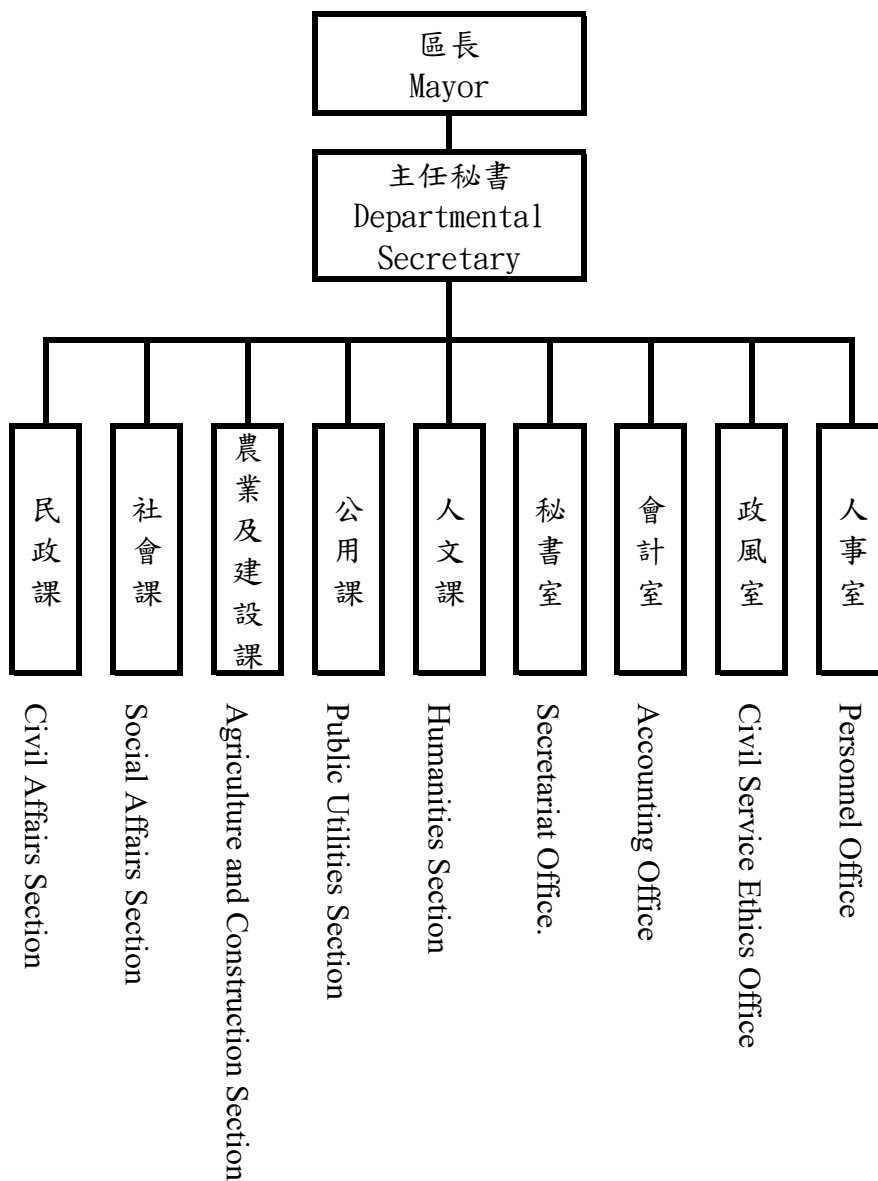 區長
Mayor
主任秘書
Departmental
Secretary
民政課
社會課
農業及建設課
公用課
人文課
秘書室
會計室
政風室
人事室
Civil Affairs Section
Social Affairs Section
Agriculture and Construction Section
Public Utilities Section
Humanities Section
Secretariat Office.
Accounting Office
Civil Service Ethics Office
Personnel Office